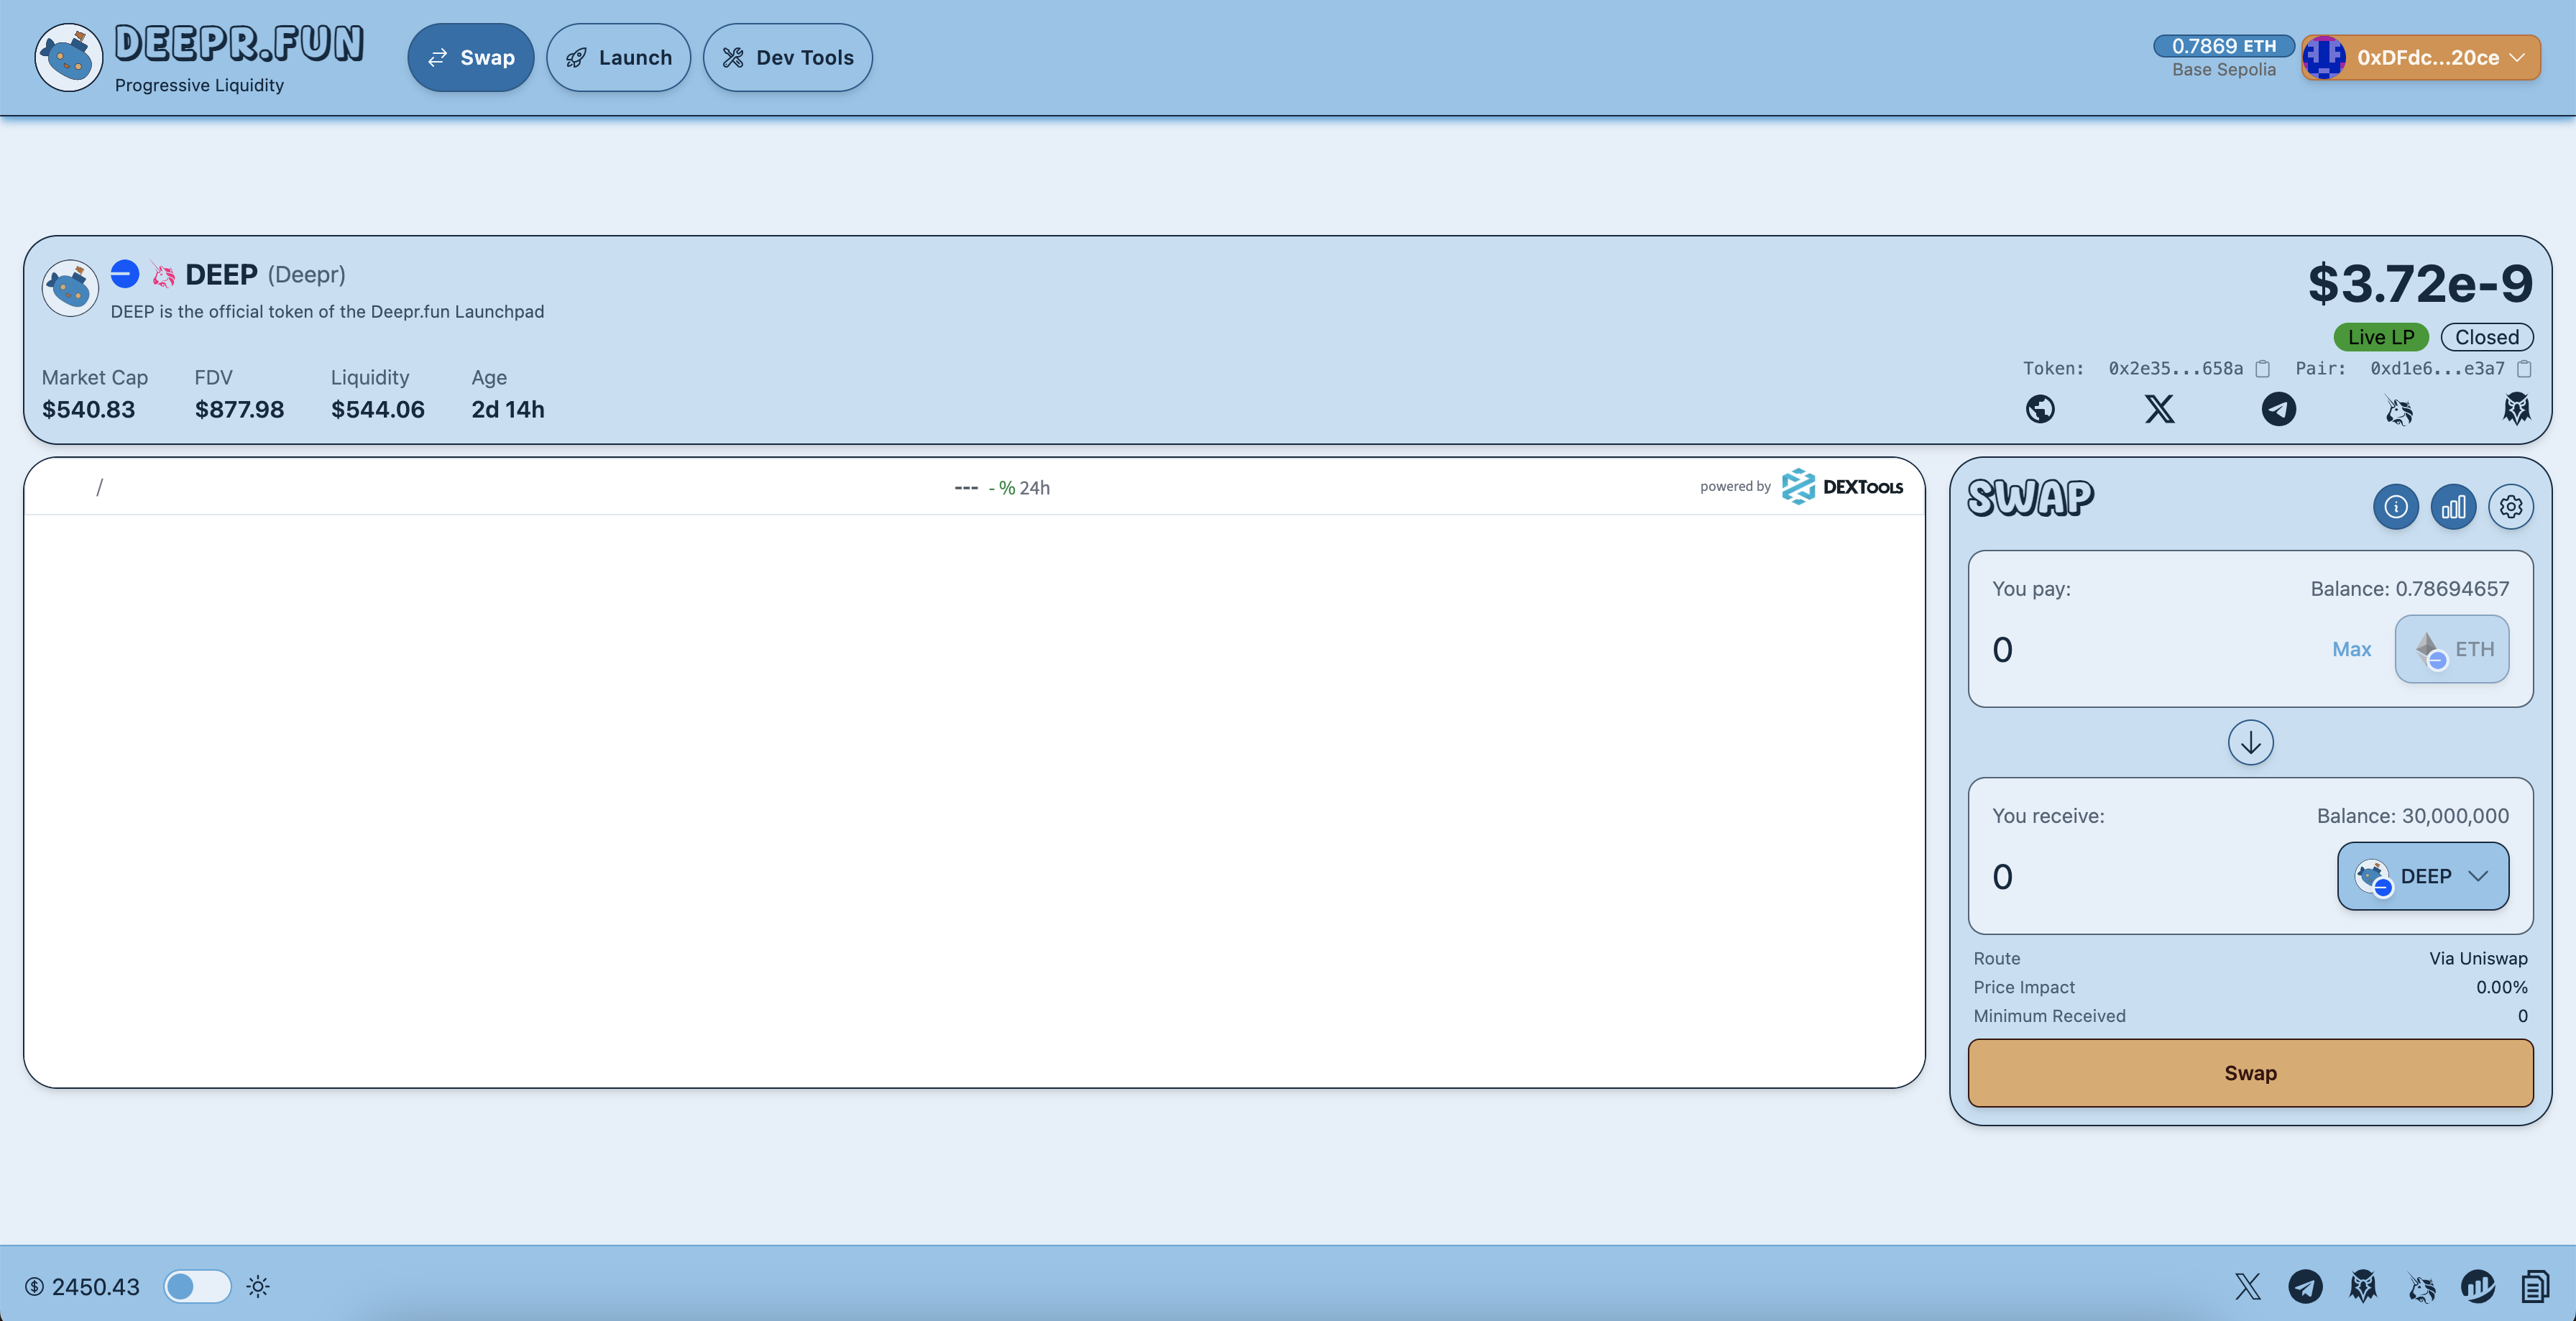 DEEPR.FUN
Progressive Liquidity
Swap
Launch
Dev Tools
0.7869 ETH
Base Sepolia
0xDFdc...20ce
DEEP (Deepr)
DEEP is the official token of the Deepr.fun Launchpad
$3.72e-9
Live LP
Closed
Token: 0x2e35...658a
Pair: 0xd1e6...e3a7
Market Cap
$540.83
FDV
$877.98
Liquidity
$544.06
Age
2d 14h
/
--- - % 24h
powered by DEXTools
SWAP
You pay:
Balance: 0.78694657
0
Max
ETH
You receive:
Balance: 30,000,000
0
DEEP
Route
Via Uniswap
Price Impact
0.00%
Minimum Received
0
Swap
2450.43